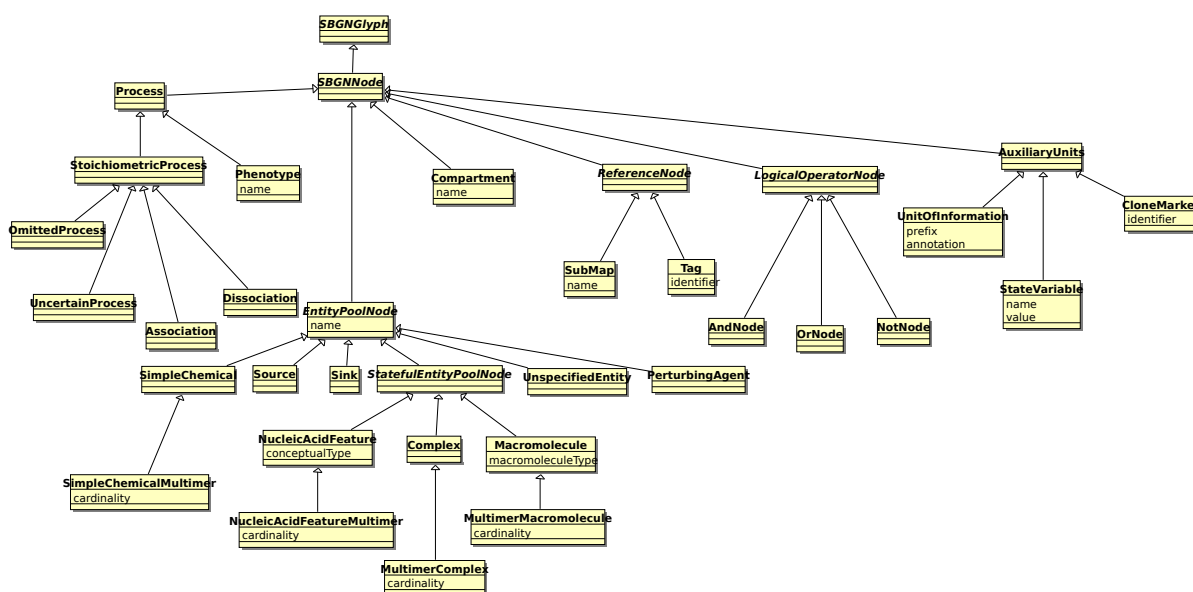 SBGNGlyph
SBGNNode
Process
StoichiometricProcess
Phenotype
name
OmittedProcess
UncertainProcess
Association
Dissociation
Compartment
name
ReferenceNode
SubMap
name
Tag
identifier
LogicalOperatorNode
AndNode
OrNode
NotNode
AuxiliaryUnits
UnitOfInformation
prefix
annotation
StateVariable
name
value
CloneMarke
identifier
EntityPoolNode
name
SimpleChemical
Source
Sink
StatefulEntityPoolNode
UnspecifiedEntity
PerturbingAgent
SimpleChemicalMultimer
cardinality
NucleicAcidFeature
conceptualType
Complex
Macromolecule
macromoleculeType
NucleicAcidFeatureMultimer
cardinality
MultimerMacromolecule
cardinality
MultimerComplex
cardinality